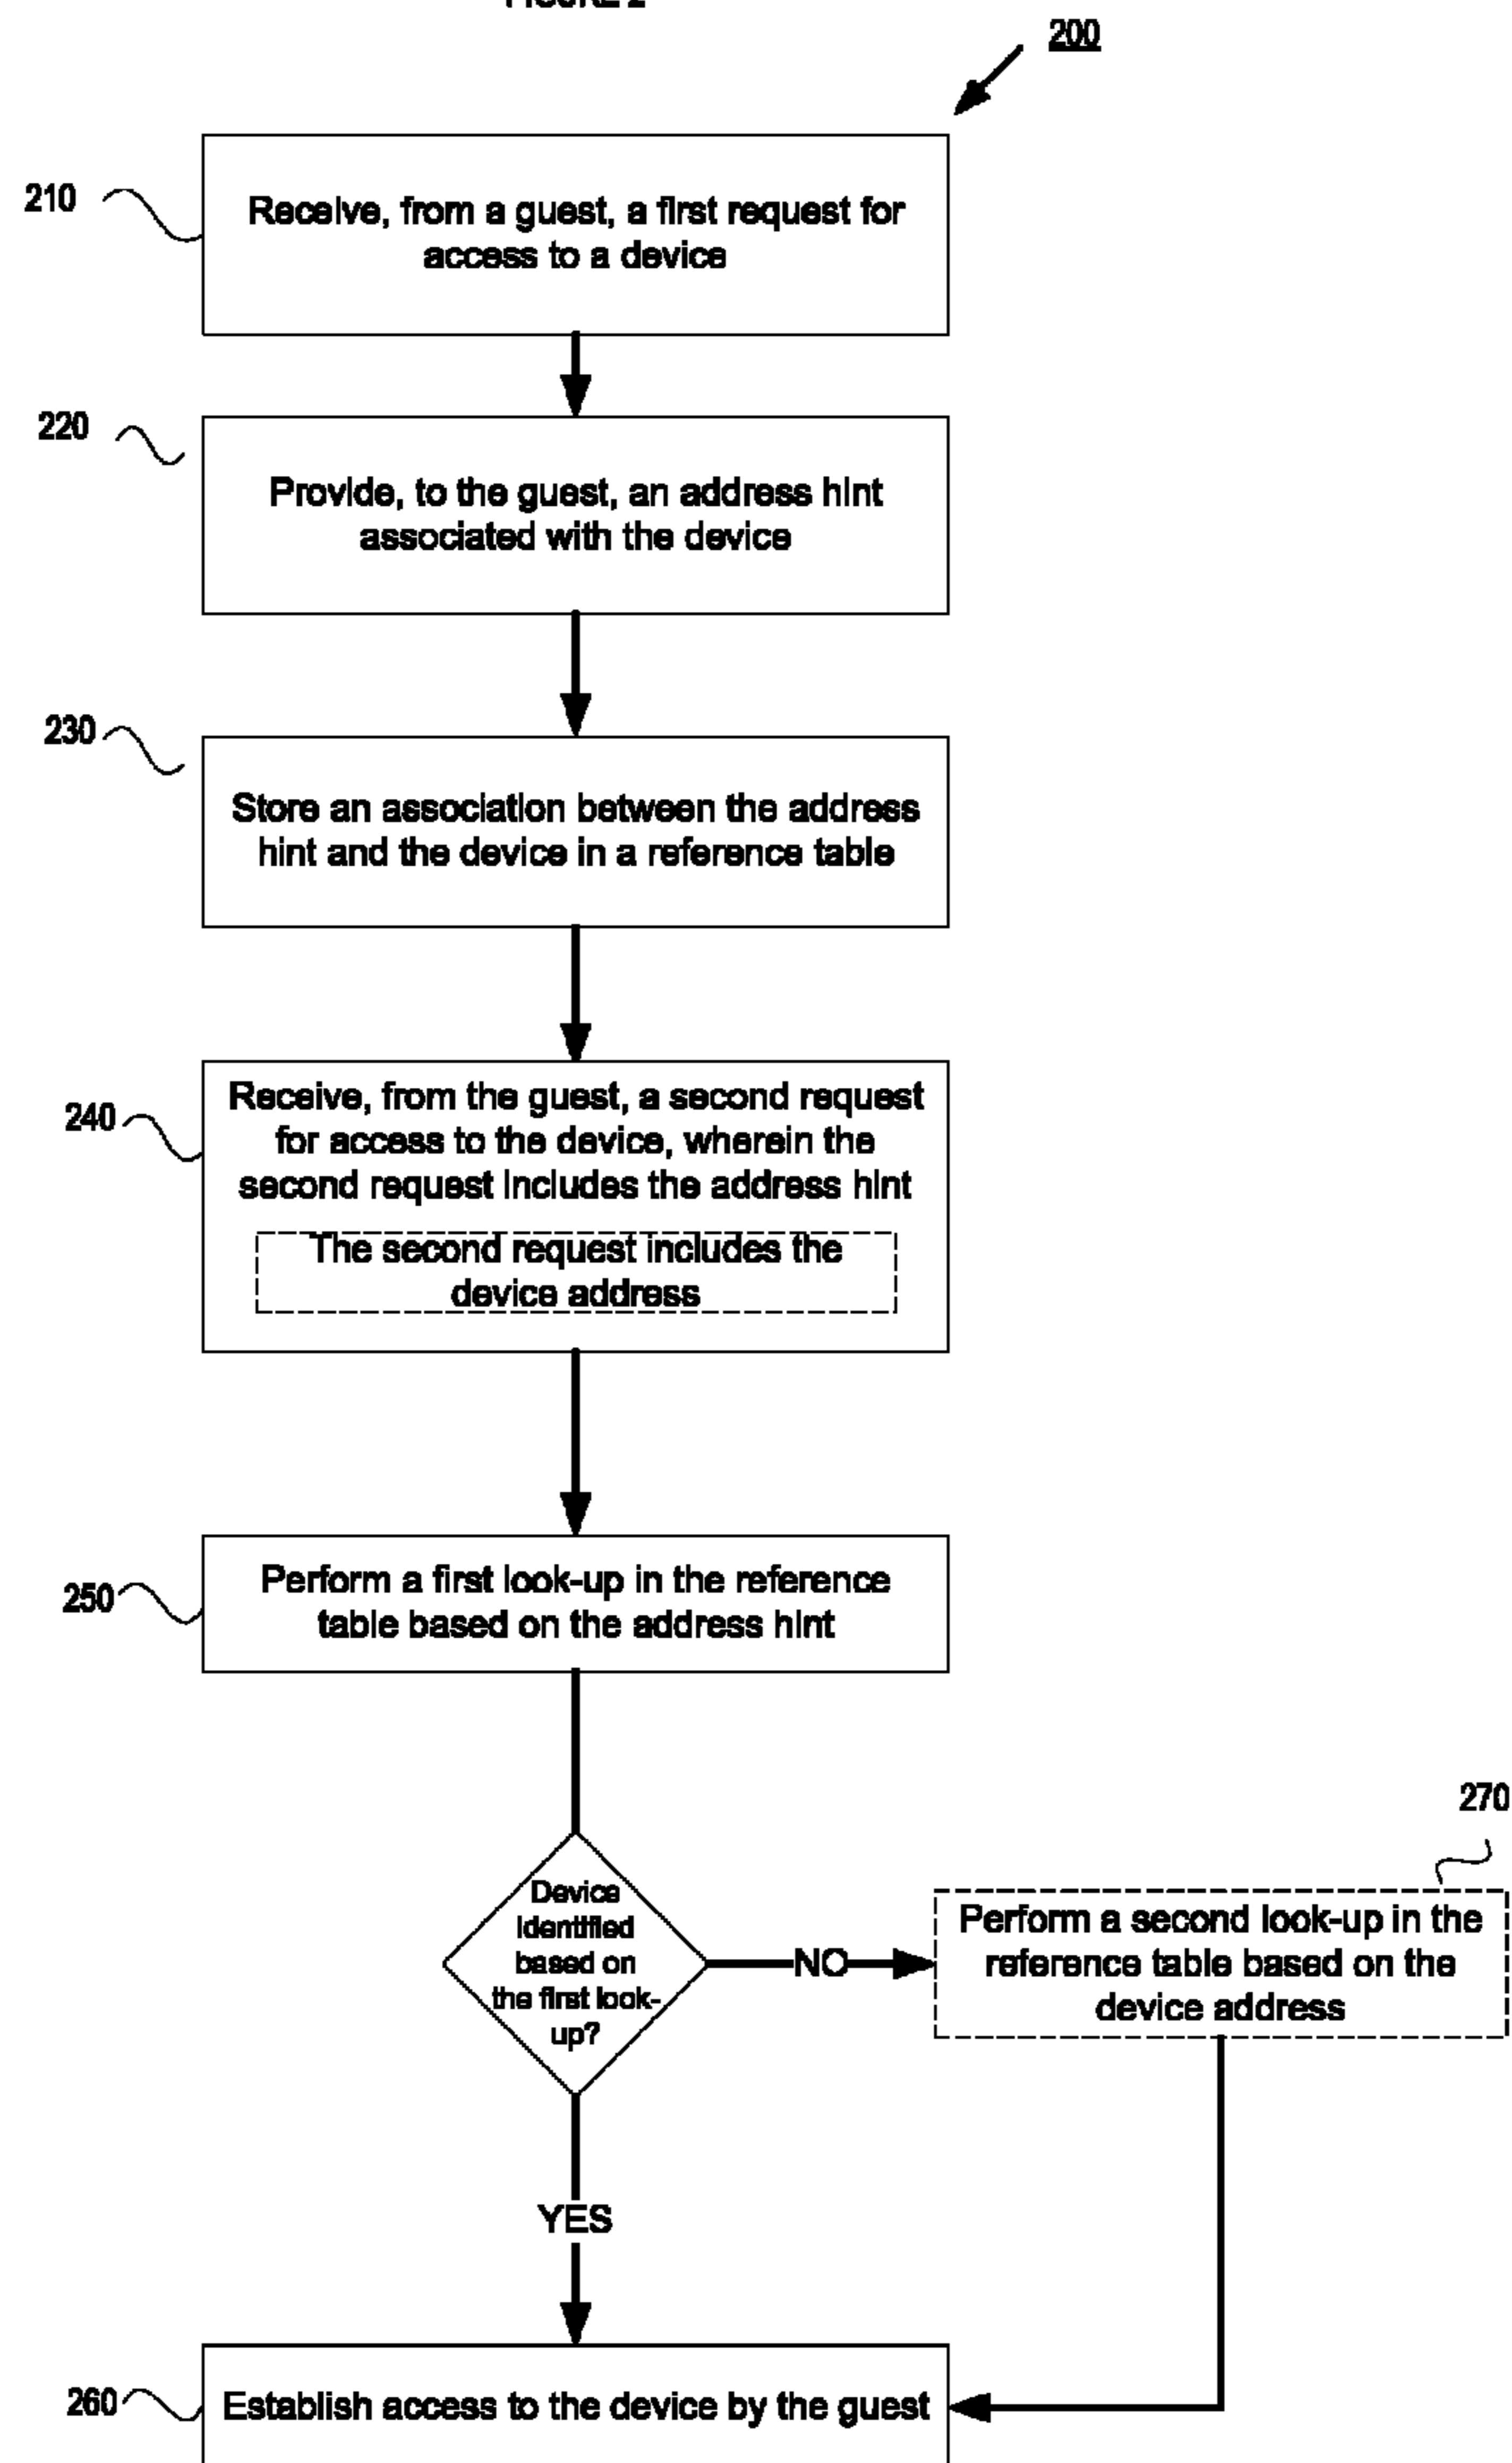 FIGURE 2
200
210
Receive, from a guest, a first request for
access to a device
220
Provide, to the guest, an address hint
associated with the device
230
Store an association between the address
hint and the device in a reference table
240
Receive, from the guest, a second request
for access to the device, wherein the
second request includes the address hint
The second request includes the
device address
250
Perform a first look-up in the reference
table based on the address hint
Device
identified
based on
the first look-
up?
NO
270
Perform a second look-up in the
reference table based on the
device address
YES
260
Establish access to the device by the guest